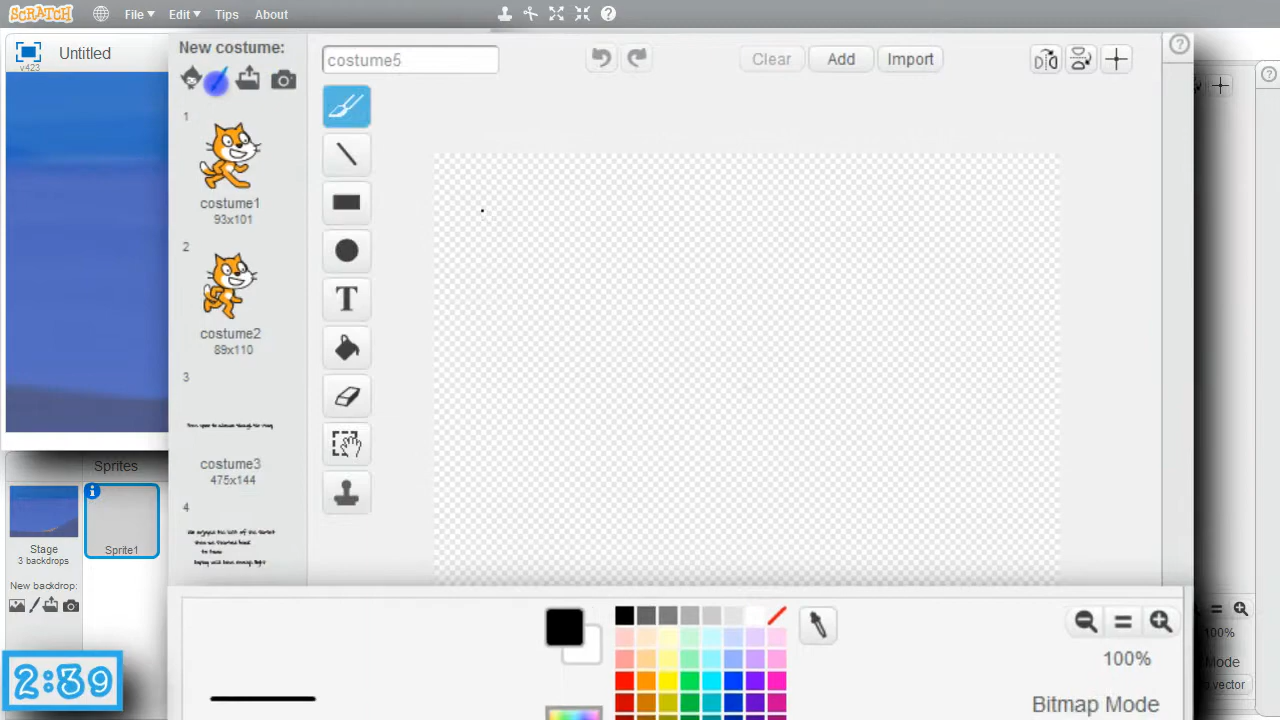 SCRATCH
File
Edit
Tips
About
Untitled
v423
New costume:
costume5
Clear
Add
Import
1
costume1
93x101
2
costume2
89x110
3
costume3
475x144
4
T
Sprites
Stage
3 backdrops
Sprite1
New backdrop:
2:39
100%
Bitmap Mode
100%
Mode
vector